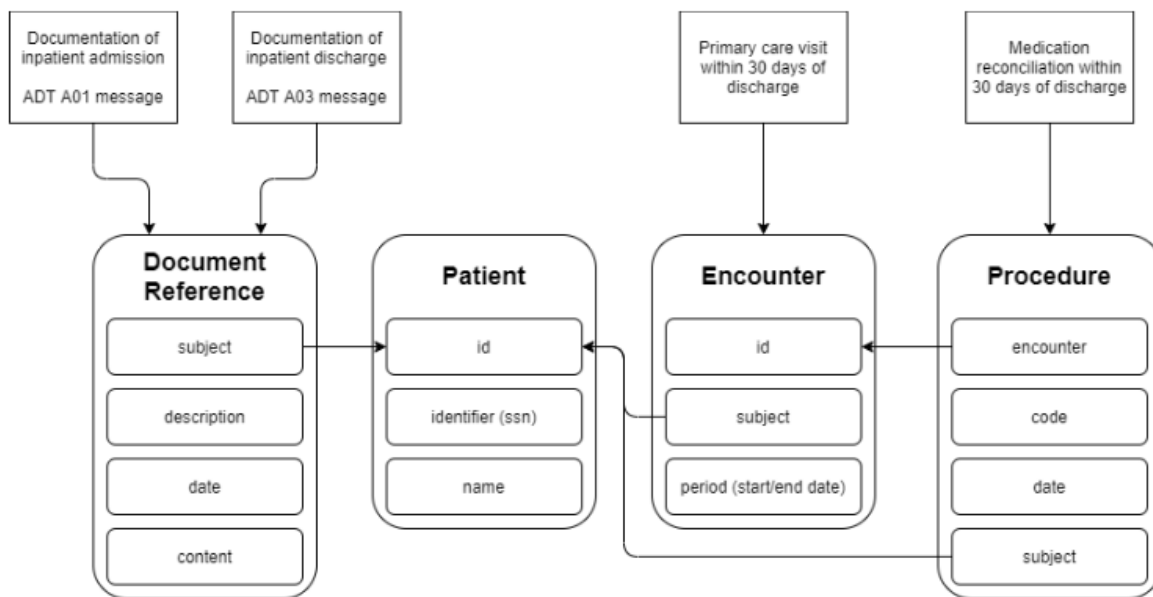 Documentation of
inpatient admission
ADT A01 message
Documentation of
inpatient discharge
ADT A03 message
Primary care visit
within 30 days of
discharge
Medication
reconciliation within
30 days of discharge
Document
Reference
subject
description
date
content
Patient
id
identifier (ssn)
name
Encounter
id
subject
period (start/end date)
Procedure
encounter
code
date
subject